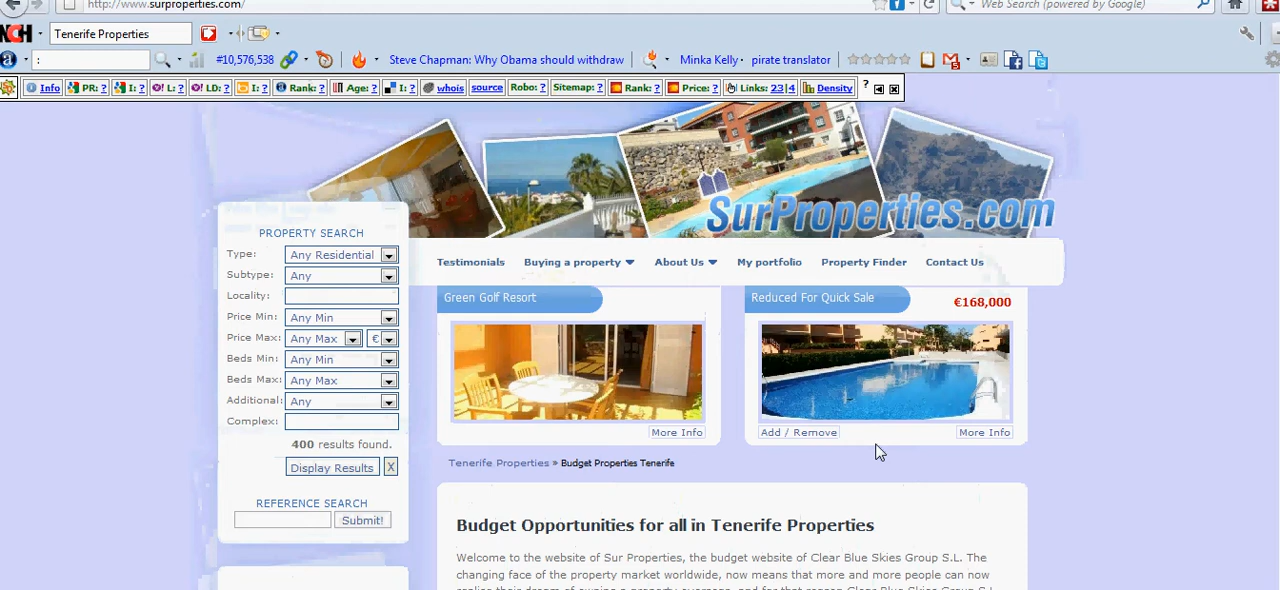 http://www.surproperties.com/
Web Search (powered by Google)
NCH Tenerife Properties
a : #10,576,538 Steve Chapman: Why Obama should withdraw Minka Kelly pirate translator
Info PR: ? I: ? L: ? LD: ? I: ? Rank: ? Age: ? I: ? whois source Robo: ? Sitemap: ? Rank: ? Price: ? Links: 23|4 Density ?
SurProperties.com
PROPERTY SEARCH
Type: Any Residential
Subtype: Any
Locality:
Price Min: Any Min
Price Max: Any Max €
Beds Min: Any Min
Beds Max: Any Max
Additional: Any
Complex:
400 results found.
Display Results X
REFERENCE SEARCH
Submit!
Testimonials Buying a property About Us My portfolio Property Finder Contact Us
Green Golf Resort
More Info
Reduced For Quick Sale €168,000
Add / Remove More Info
Tenerife Properties » Budget Properties Tenerife
Budget Opportunities for all in Tenerife Properties
Welcome to the website of Sur Properties, the budget website of Clear Blue Skies Group S.L. The
changing face of the property market worldwide, now means that more and more people can now